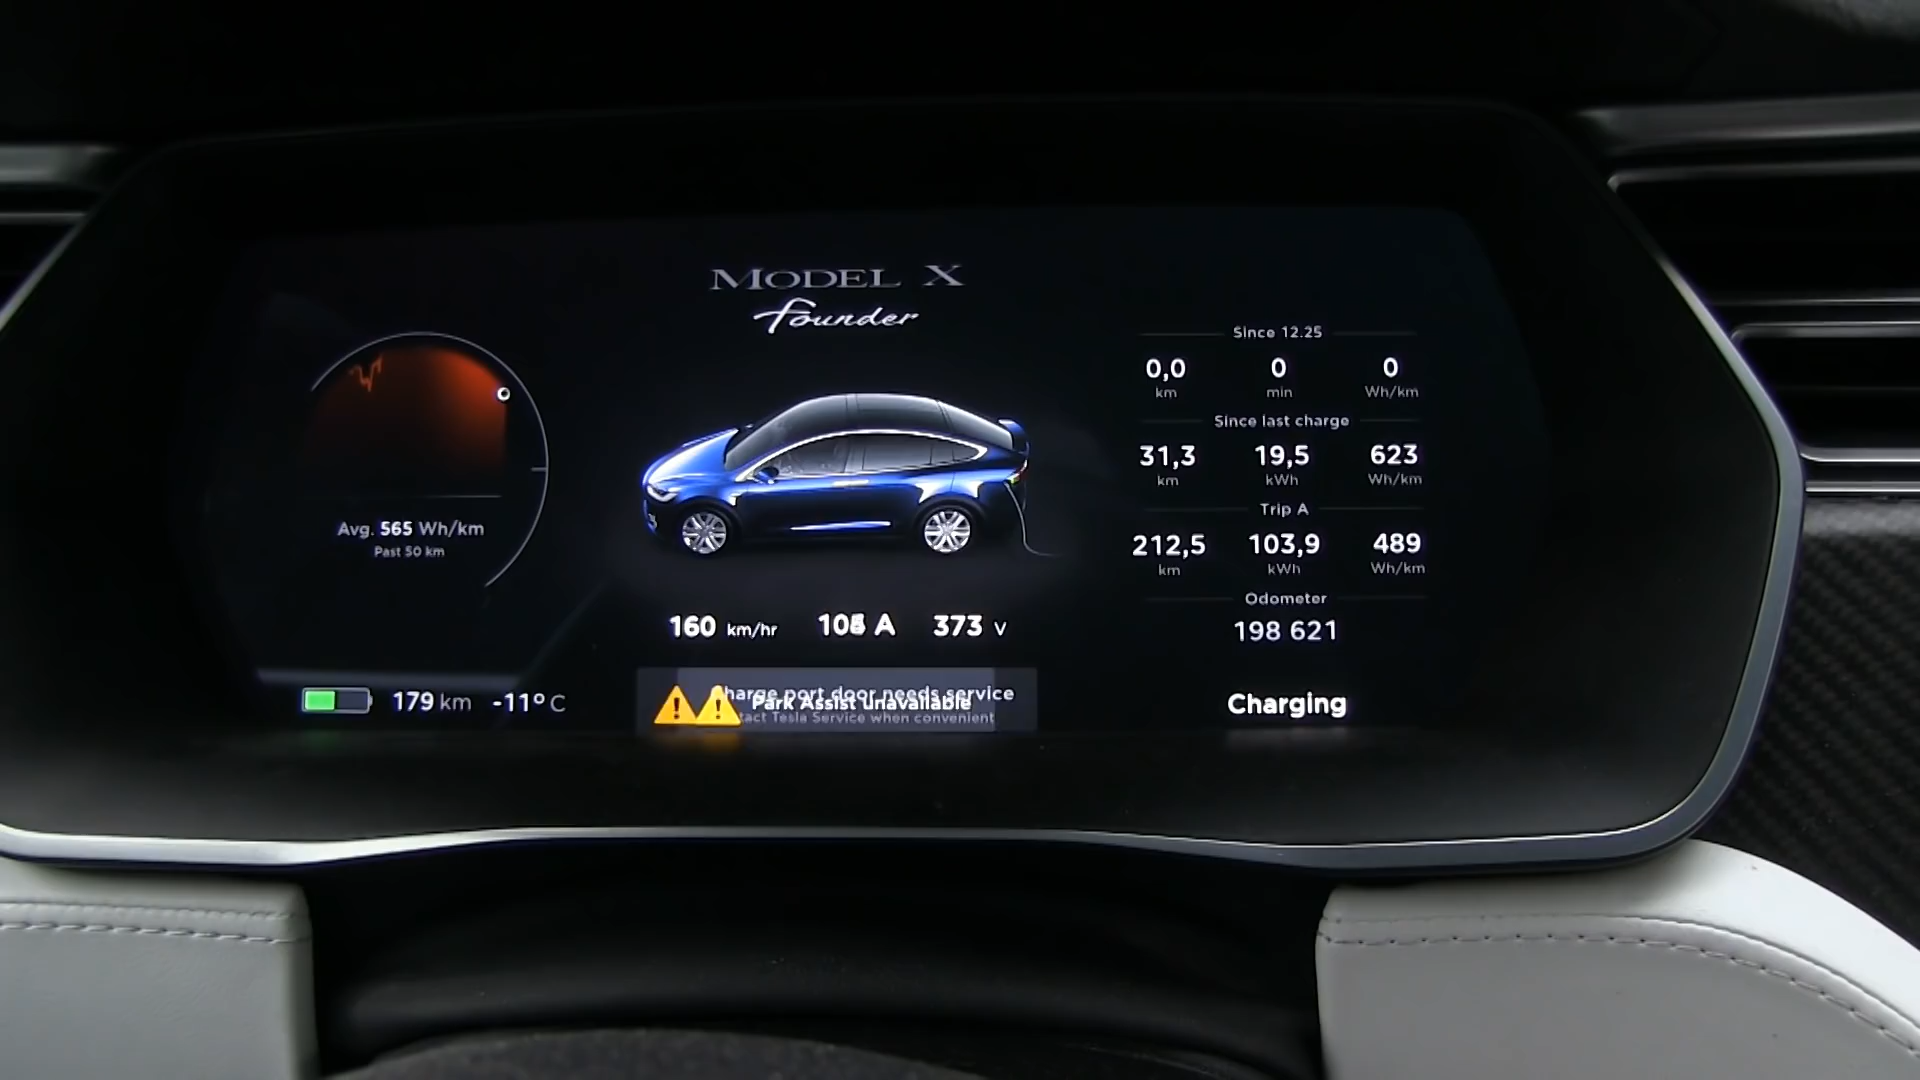 MODEL X
Founder
Since 12.25
0,0 0 0
km min Wh/km
Since last charge
31,3 19,5 623
km kWh Wh/km
Trip A
212,5 103,9 489
km kWh Wh/km
Odometer
198 621
Avg. 565 Wh/km
Past 50 km
160 km/hr A 373 V
179 km -11° C
Charge port door needs service
Park Assist unavailable
Tesla Service when convenient
Charging